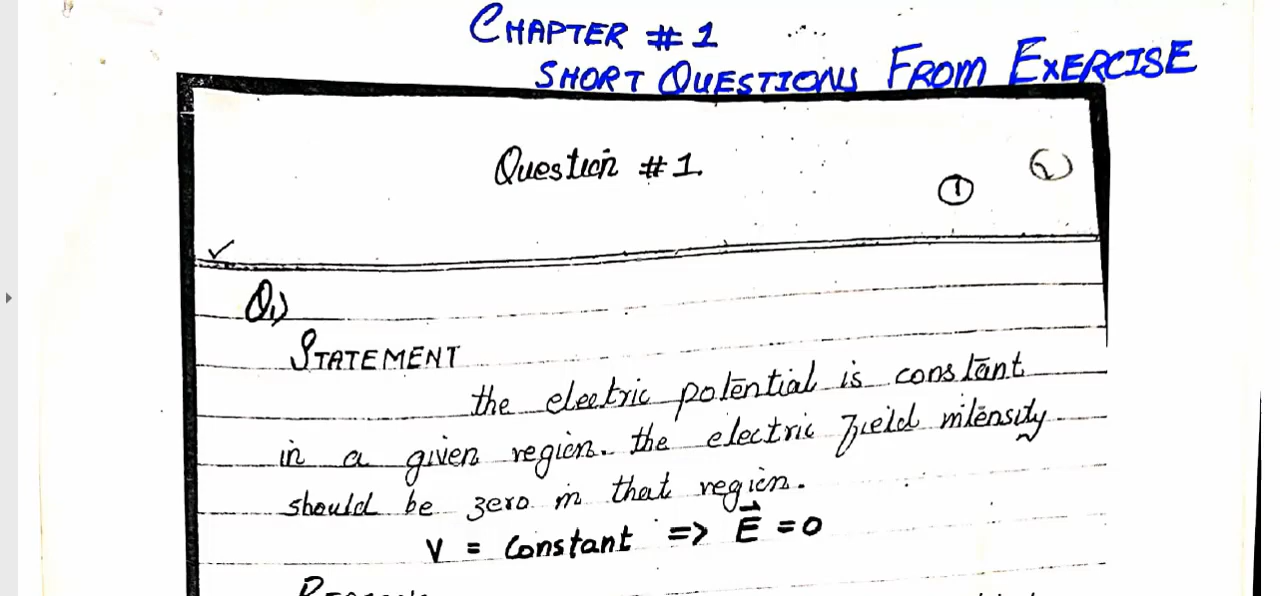 CHAPTER # 1
SHORT QUESTIONS FROM EXERCISE
Question # 1.
1
Q1)
STATEMENT
the electric potential is constant
in a given region. the electric field intensity
should be zero in that region.
V = Constant => E⃗ = 0